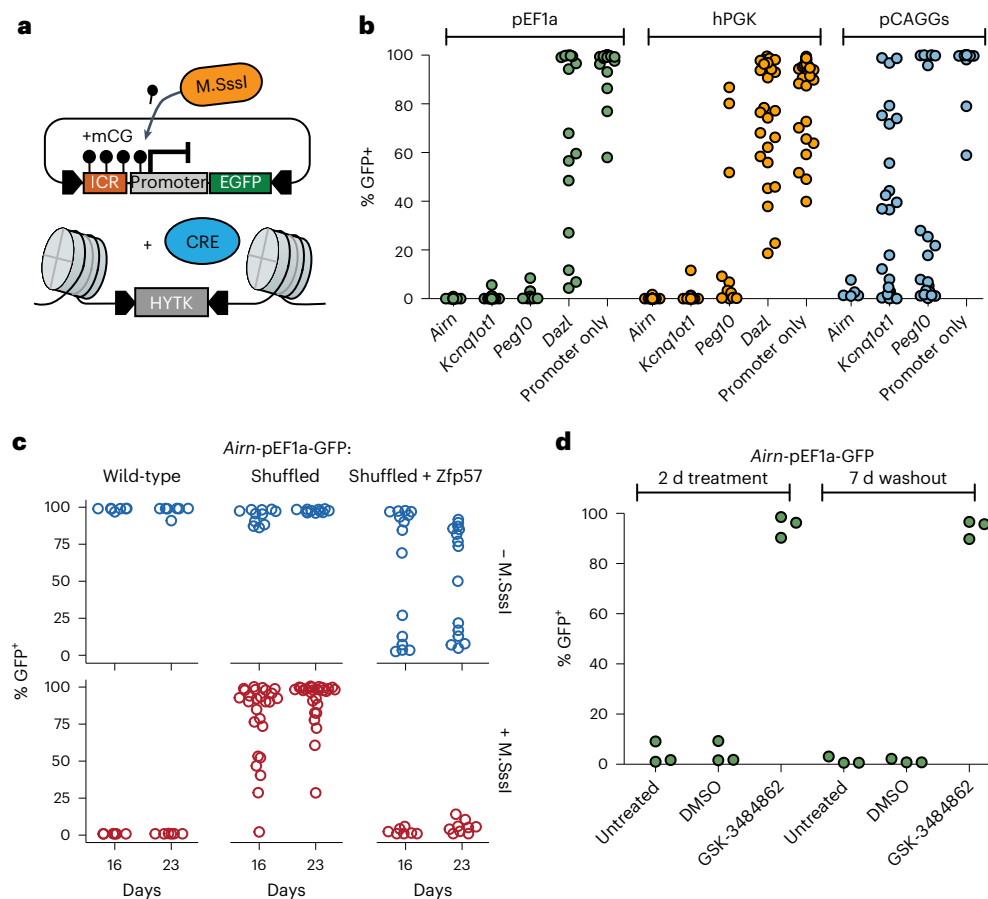 a
M.SssI
+mCG
ICR
Promoter
EGFP
+
CRE
HYTK
b
pEF1a
hPGK
pCAGGs
% GFP+
100
80
60
40
20
0
Airn
Kcnq1ot1
Peg10
Dazl
Promoter only
Airn
Kcnq1ot1
Peg10
Dazl
Promoter only
Airn
Kcnq1ot1
Peg10
Promoter only
c
Airn-pEF1a-GFP:
Wild-type
Shuffled
Shuffled + Zfp57
% GFP+
100
75
50
25
0
– M.SssI
100
75
50
25
0
+ M.SssI
16
23
16
23
16
23
Days
Days
Days
d
Airn-pEF1a-GFP
2 d treatment
7 d washout
% GFP+
100
80
60
40
20
0
Untreated
DMSO
GSK-3484862
Untreated
DMSO
GSK-3484862